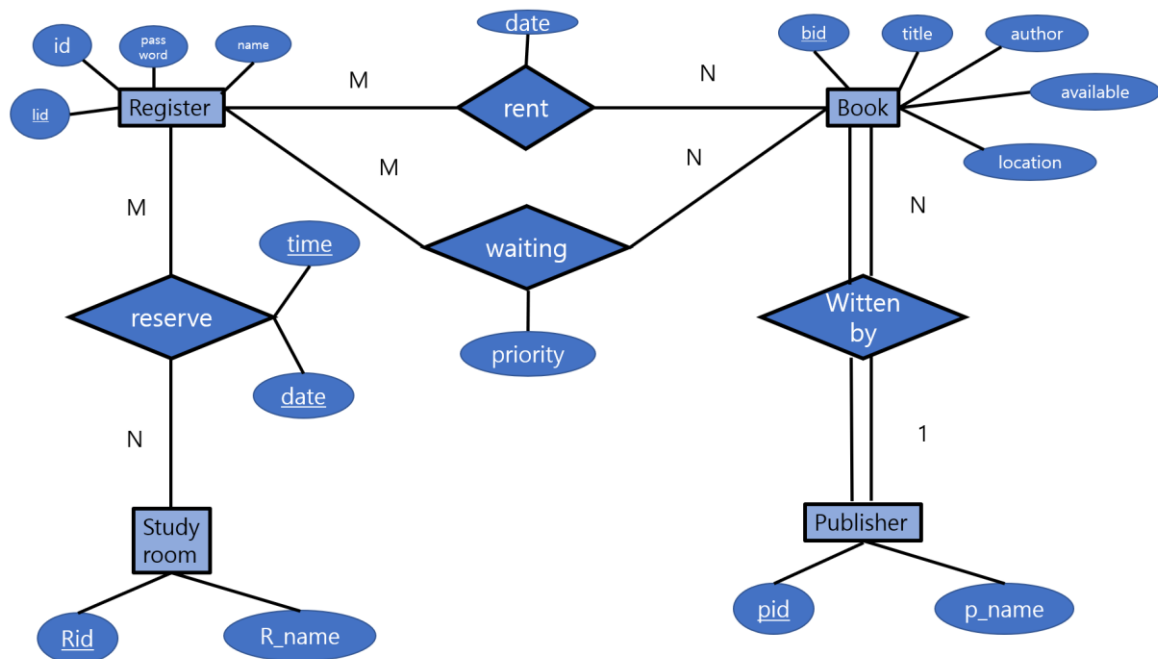 date
id
pass
word
name
bid
title
author
M
N
lid
Register
rent
Book
available
M
N
location
M
N
time
waiting
reserve
Witten
by
priority
date
N
1
Study
room
Publisher
Rid
R_name
pid
p_name